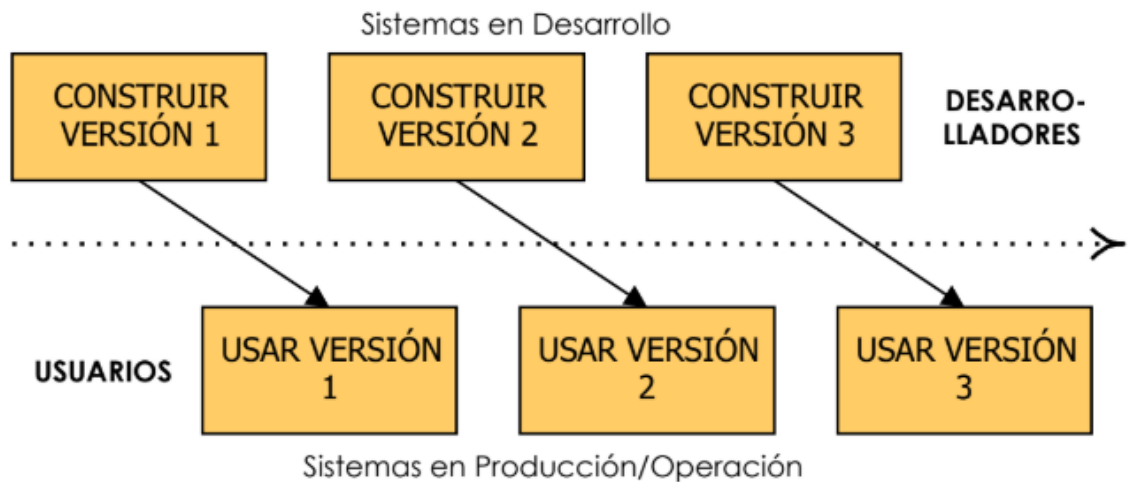 Sistemas en Desarrollo
CONSTRUIR
VERSIÓN 1
CONSTRUIR
VERSIÓN 2
CONSTRUIR
VERSIÓN 3
DESARRO-
LLADORES
USUARIOS
USAR VERSIÓN
1
USAR VERSIÓN
2
USAR VERSIÓN
3
Sistemas en Producción/Operación